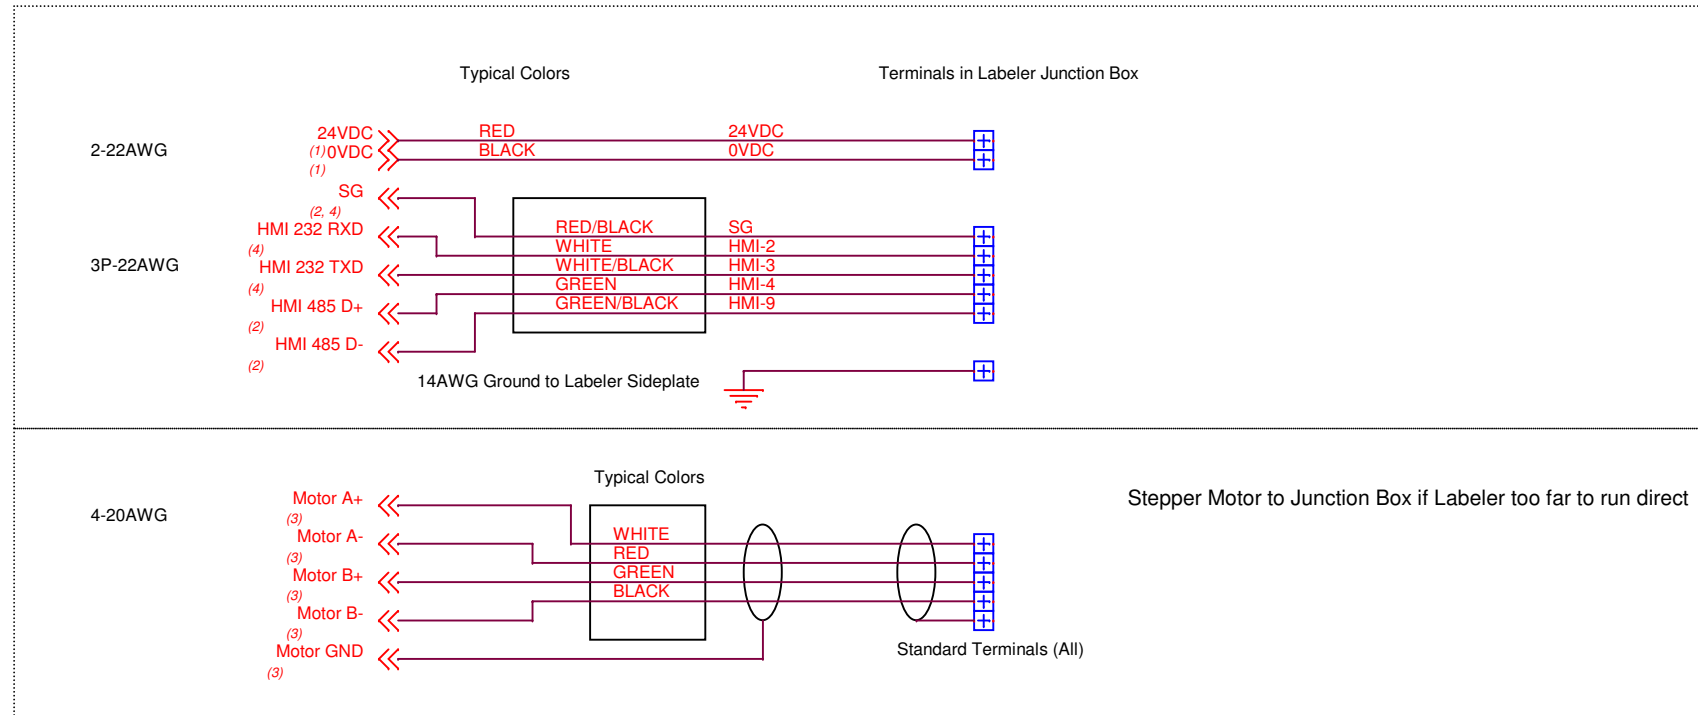 Typical Colors Terminals in Labeler Junction Box
24VDC RED 24VDC
2-22AWG (1) 0VDC BLACK 0VDC
(1)
SG
(2, 4)
HMI 232 RXD RED/BLACK SG
(4) WHITE HMI-2
3P-22AWG HMI 232 TXD WHITE/BLACK HMI-3
(4) GREEN HMI-4
HMI 485 D+ GREEN/BLACK HMI-9
(2)
HMI 485 D-
(2)
14AWG Ground to Labeler Sideplate
Typical Colors
Motor A+ Stepper Motor to Junction Box if Labeler too far to run direct
4-20AWG
(3)
Motor A- WHITE
(3) RED
Motor B+ GREEN
(3) BLACK
Motor B-
(3)
Motor GND Standard Terminals (All)
(3)